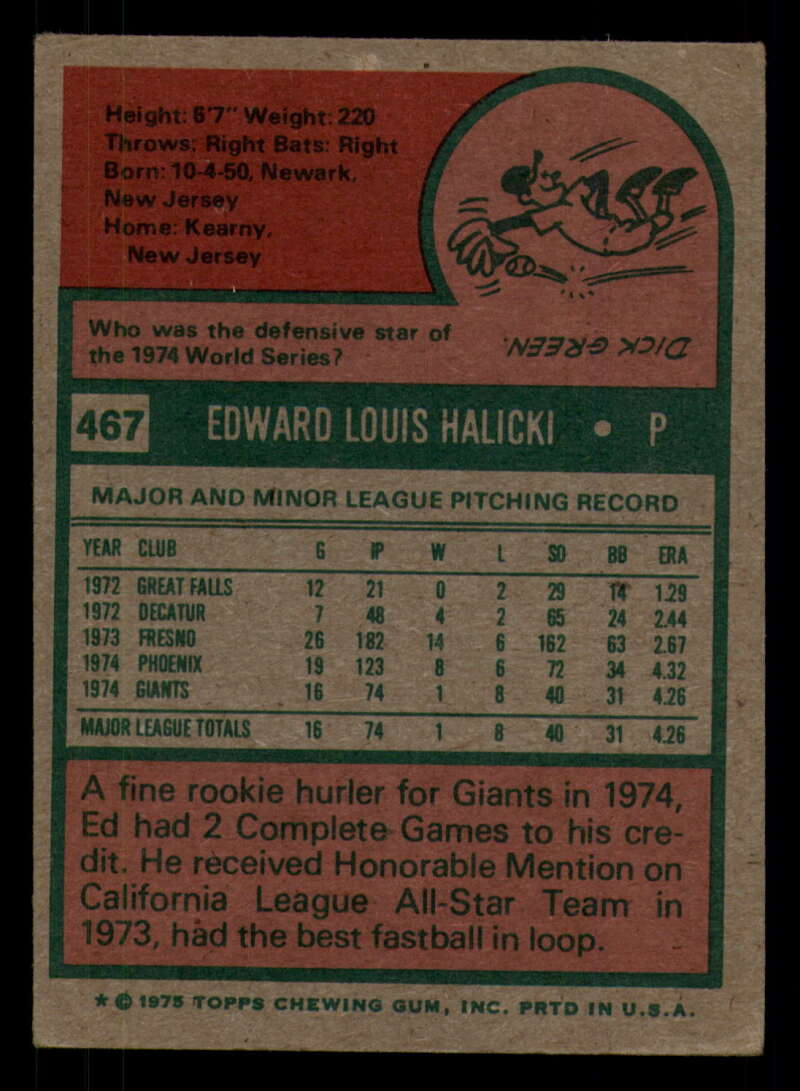 Height: 6'7" Weight: 220
Throws: Right Bats: Right
Born: 10-4-50, Newark,
New Jersey
Home: Kearny,
New Jersey
Who was the defensive star of
the 1974 World Series?
DICK GREEN.
467 EDWARD LOUIS HALICKI • P
MAJOR AND MINOR LEAGUE PITCHING RECORD
YEAR CLUB G IP W L SO BB ERA
1972 GREAT FALLS 12 21 0 2 29 14 1.29
1972 DECATUR 7 48 4 2 65 24 2.44
1973 FRESNO 26 182 14 6 162 63 2.67
1974 PHOENIX 19 123 8 6 72 34 4.32
1974 GIANTS 16 74 1 8 40 31 4.26
MAJOR LEAGUE TOTALS 16 74 1 8 40 31 4.26
A fine rookie hurler for Giants in 1974,
Ed had 2 Complete Games to his cre-
dit. He received Honorable Mention on
California League All-Star Team in
1973, had the best fastball in loop.
* © 1975 TOPPS CHEWING GUM, INC. PRTD IN U.S.A.